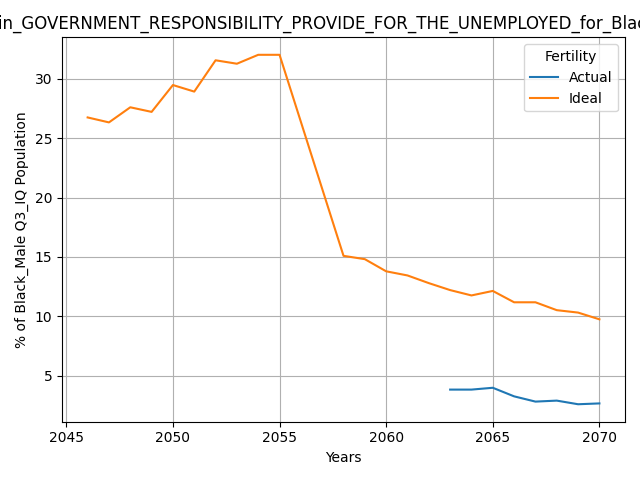 in_GOVERNMENT_RESPONSIBILITY_PROVIDE_FOR_THE_UNEMPLOYED_for_Blac
Fertility
Actual
Ideal
% of Black_Male Q3_IQ Population
30
25
20
15
10
5
2045 2050 2055 2060 2065 2070
Years